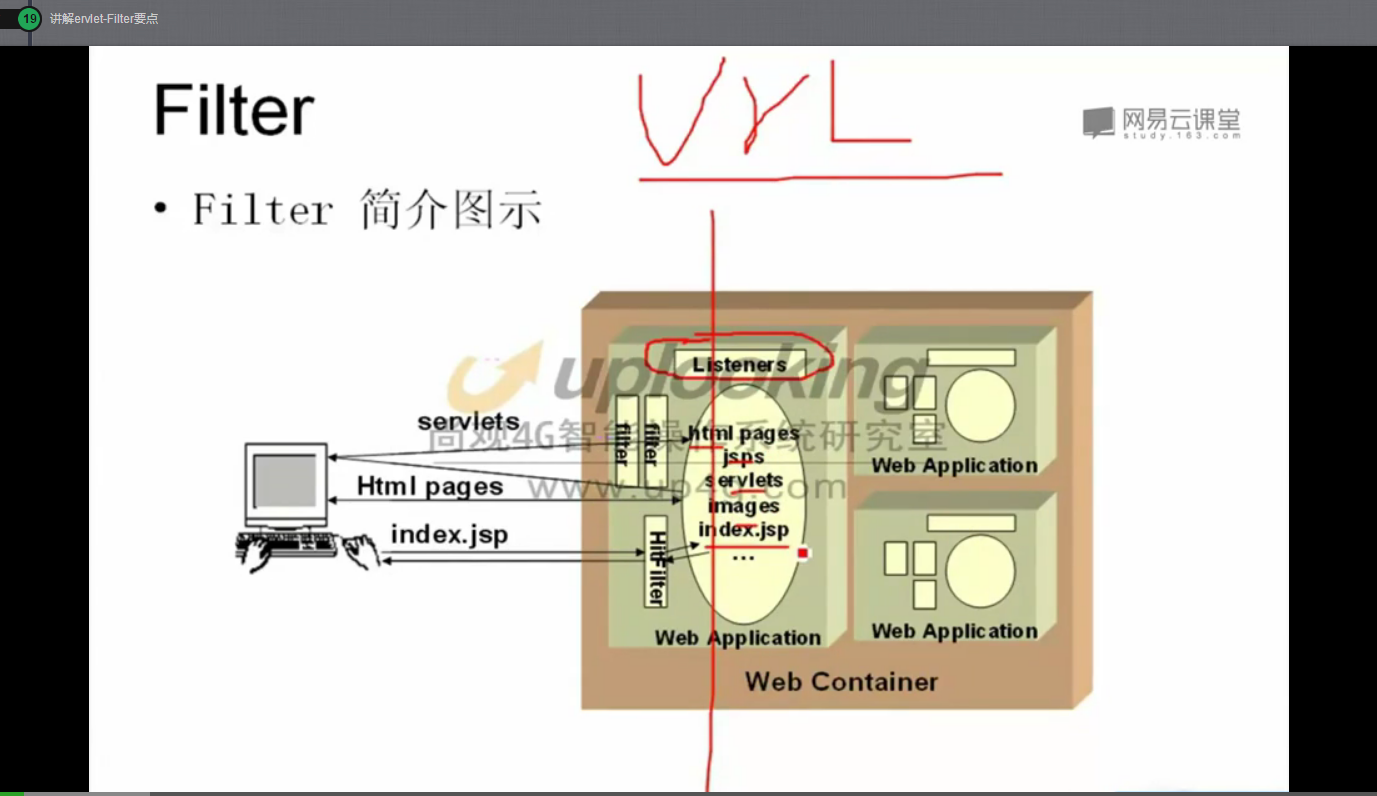 19 讲解ervlet-Filter要点
Filter
网易云课堂
study.163.com
• Filter 简介图示
Listeners
uplooking
尚观4G智能操作系统研究室
www.up4g.com
servlets
Html pages
index.jsp
filter
filter
HitFilter
html pages
jsps
servlets
images
index.jsp
...
Web Application
Web Application
Web Application
Web Container